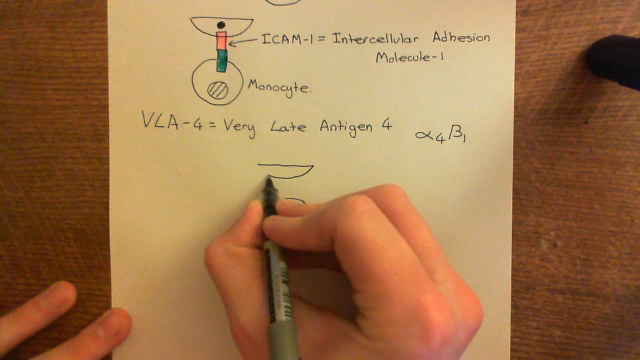 ICAM-1 = Intercellular Adhesion
Molecule-1
Monocyte.
VLA-4 = Very Late Antigen 4 α4β1